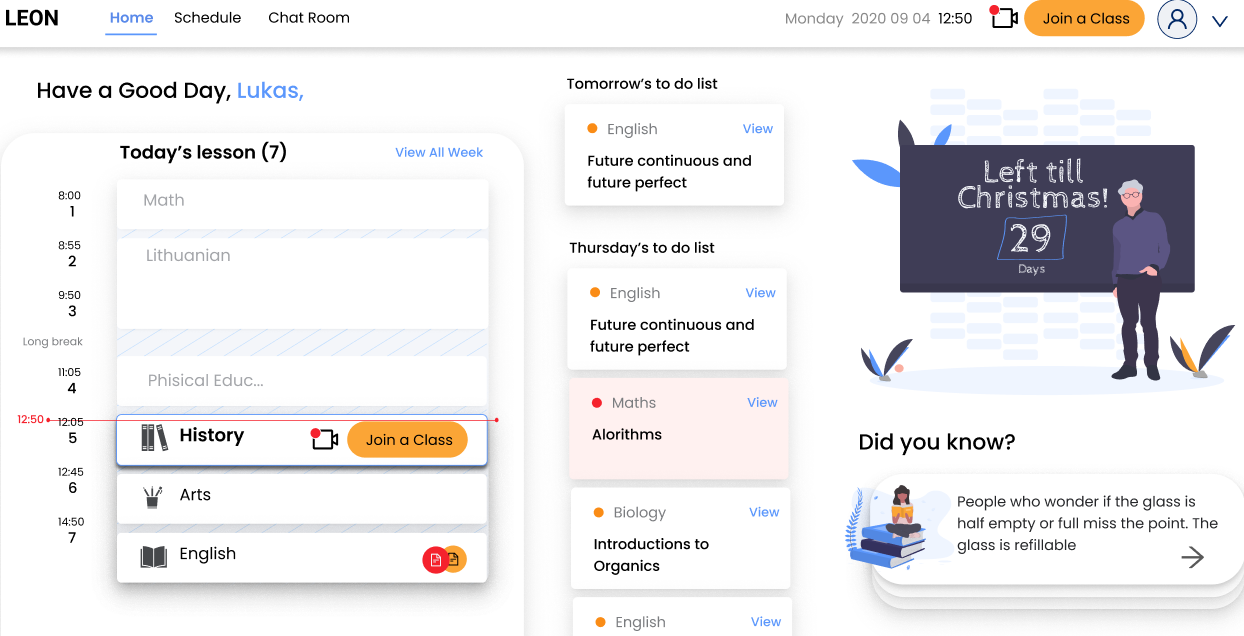 LEON
Home Schedule Chat Room
Monday 2020 09 04 12:50
Join a Class
Have a Good Day, Lukas,
Today’s lesson (7)
View All Week
8:00
1
Math
8:55
2
Lithuanian
9:50
3
Long break
11:05
4
Phisical Educ...
12:50
12:05
5
History
Join a Class
12:45
6
Arts
14:50
7
English
Tomorrow’s to do list
English View
Future continuous and
future perfect
Thursday’s to do list
English View
Future continuous and
future perfect
Maths View
Alorithms
Biology View
Introductions to
Organics
English View
Left till
Christmas!
29
Days
Did you know?
People who wonder if the glass is
half empty or full miss the point. The
glass is refillable